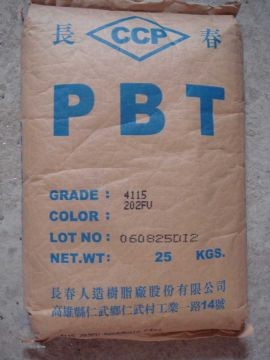 長 CCP 春
PBT
GRADE: 4115
COLOR: 202FU
LOT NO: 060825D12
NET.WT: 25 KGS.
長春人造樹脂廠股份有限公司
高雄縣仁武鄉仁武村工業一路14號